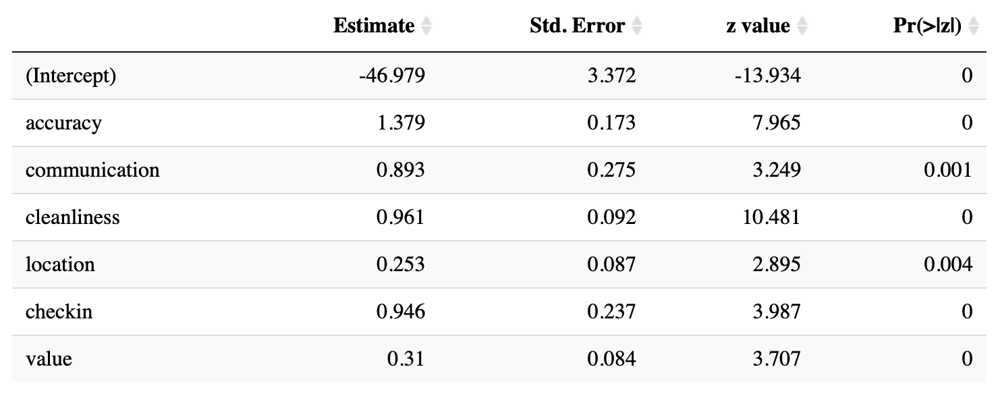 Estimate Std. Error z value Pr(>|z|)
(Intercept) -46.979 3.372 -13.934 0
accuracy 1.379 0.173 7.965 0
communication 0.893 0.275 3.249 0.001
cleanliness 0.961 0.092 10.481 0
location 0.253 0.087 2.895 0.004
checkin 0.946 0.237 3.987 0
value 0.31 0.084 3.707 0